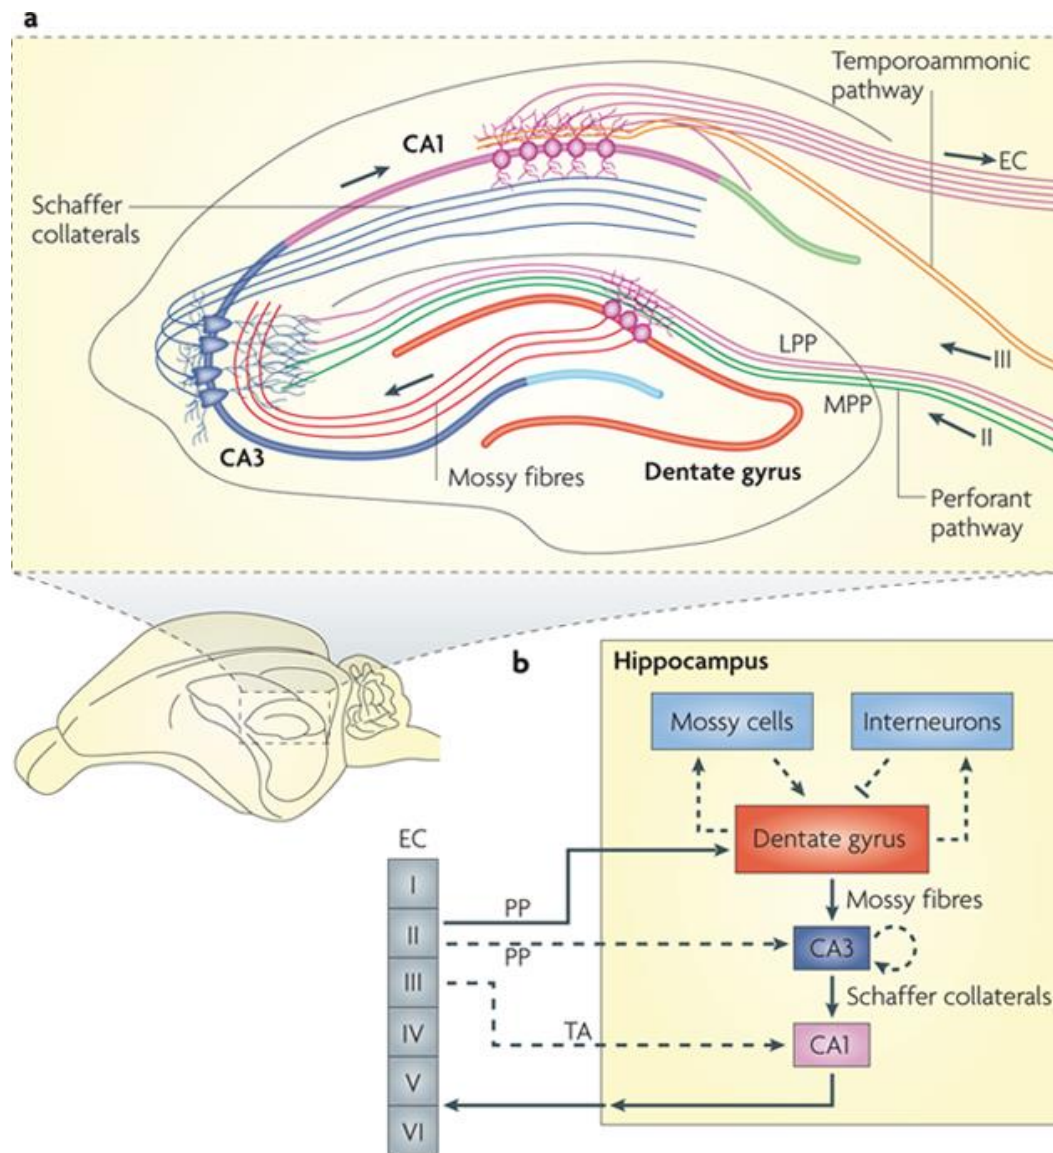 a
Temporoammonic
pathway
CA1
EC
Schaffer
collaterals
LPP
III
MPP
II
CA3
Mossy fibres
Dentate gyrus
Perforant
pathway
b
Hippocampus
Mossy cells
Interneurons
EC
Dentate gyrus
I
PP
Mossy fibres
II
CA3
PP
III
Schaffer collaterals
IV
TA
CA1
V
VI